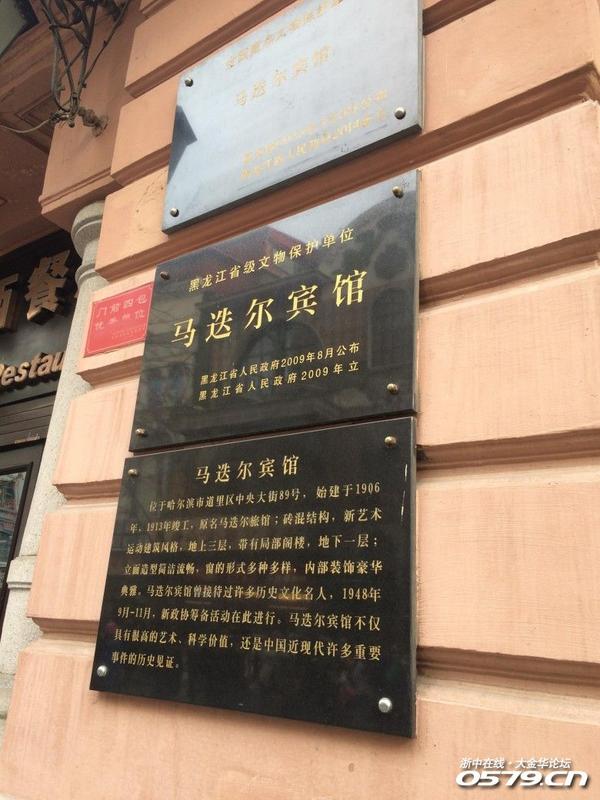 马迭尔宾馆
黑龙江省级文物保护单位
马迭尔宾馆
黑龙江省人民政府2009年8月公布
黑龙江省人民政府2009年立
门前四包
优秀单位
西餐
Restau
马迭尔宾馆
位于哈尔滨市道里区中央大街89号，始建于1906
年，1913年竣工，原名马迭尔旅馆；砖混结构，新艺术
运动建筑风格，地上三层，带有局部阁楼，地下一层；
立面造型简洁流畅，窗的形式多种多样，内部装饰豪华
典雅。马迭尔宾馆曾接待过许多历史文化名人，1948年
9月-11月，新政协筹备活动在此进行。马迭尔宾馆不仅
具有很高的艺术、科学价值，还是中国近现代许多重要
事件的历史见证。
浙中在线·大金华论坛
0579.cn